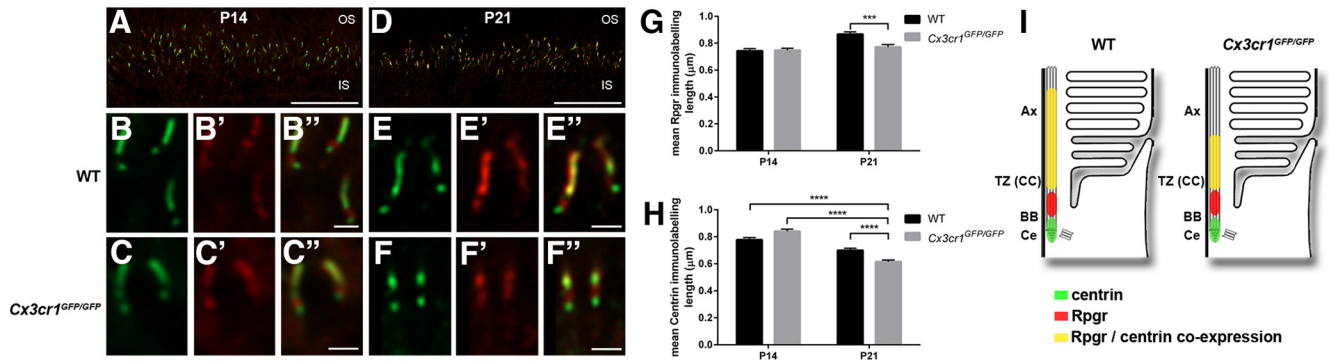 A
P14
OS
IS
D
P21
OS
IS
WT
B
B'
B''
E
E'
E''
Cx3cr1GFP/GFP
C
C'
C''
F
F'
F''
G
mean Rpgr immunolabelling
length (μm)
1.0
0.8
0.6
0.4
0.2
0.0
P14
P21
***
WT
Cx3cr1GFP/GFP
H
mean Centrin immunolabelling
length (μm)
1.0
0.8
0.6
0.4
0.2
0.0
P14
P21
****
****
****
WT
Cx3cr1GFP/GFP
I
WT
Cx3cr1GFP/GFP
Ax
TZ (CC)
BB
Ce
Ax
TZ (CC)
BB
Ce
centrin
Rpgr
Rpgr / centrin co-expression